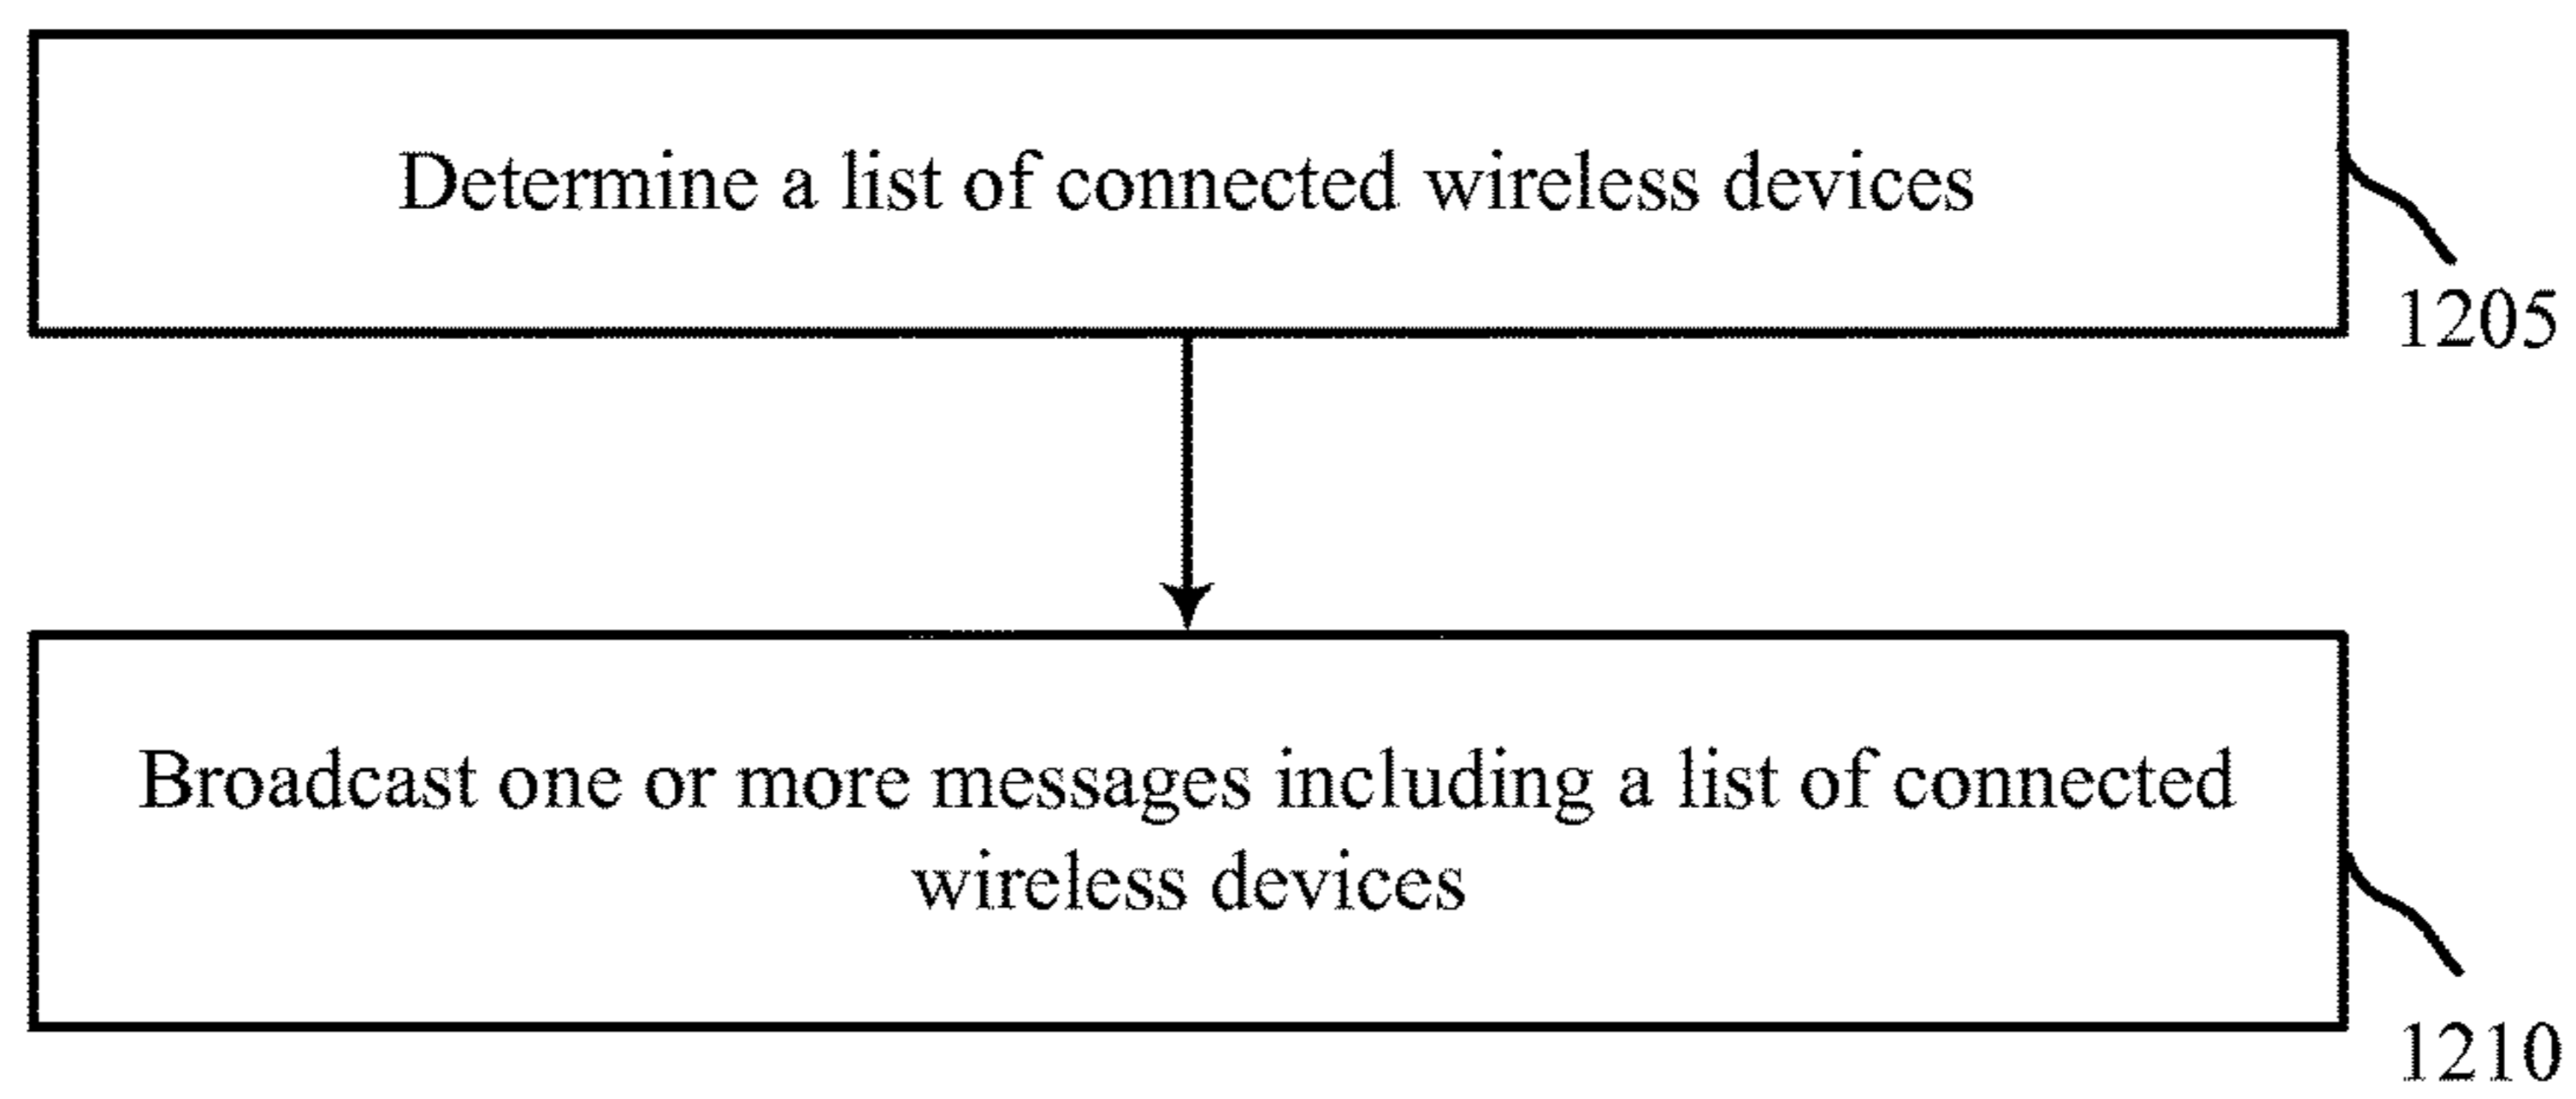 Determine a list of connected wireless devices
1205
Broadcast one or more messages including a list of connected
wireless devices
1210